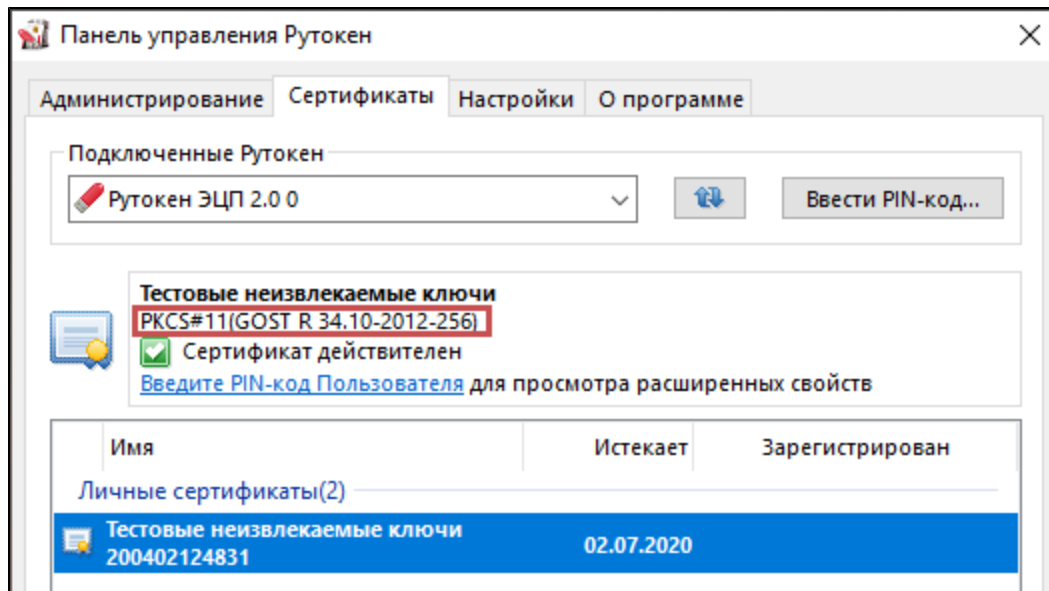 Панель управления Рутокен
Администрирование Сертификаты Настройки О программе
Подключенные Рутокен
Рутокен ЭЦП 2.0 0 Ввести PIN-код...
Тестовые неизвлекаемые ключи
PKCS#11(GOST R 34.10-2012-256)
Сертификат действителен
Введите PIN-код Пользователя для просмотра расширенных свойств
Имя Истекает Зарегистрирован
Личные сертификаты(2)
Тестовые неизвлекаемые ключи
200402124831 02.07.2020